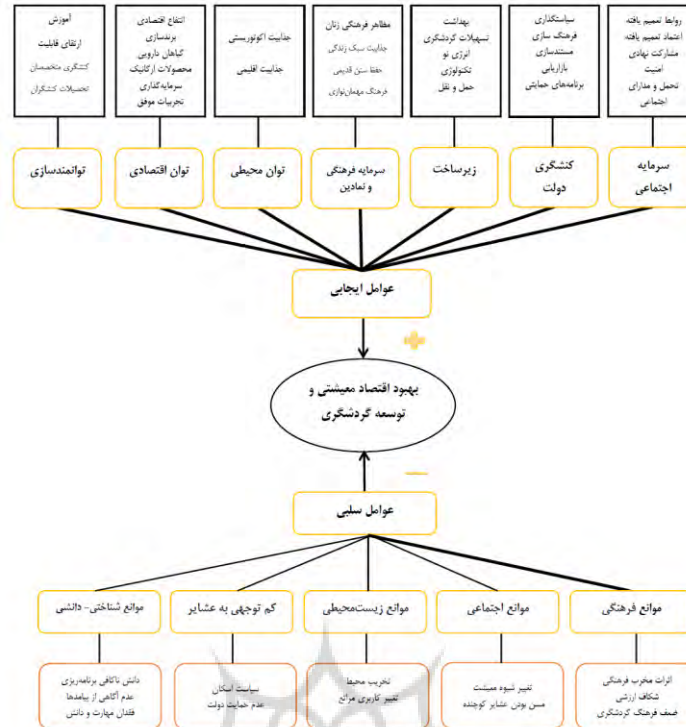 روابط تعمیم یافته
اعتماد تعمیم یافته
مشارکت نهادی
امنیت
تحمل و مدارای
اجتماعی
سیاستگذاری
فرهنگ سازی
مستندسازی
بازاریابی
برنامه‌های حمایتی
بهداشت
تسهیلات گردشگری
انرژی نو
تکنولوژی
حمل و نقل
مظاهر فرهنگی زنان
جذابیت سبک زندگی
حفظ سنن قدیمی
فرهنگ مهمان‌نوازی
جذابیت اکوتوریستی
جذابیت اقلیمی
انتفاع اقتصادی
برندسازی
گیاهان دارویی
محصولات ارگانیک
سرمایه‌گذاری
تجربیات موفق
آموزش
ارتقای قابلیت
کنشگری متخصصان
تحصیلات کنشگران
سرمایه
اجتماعی
کنشگری
دولت
زیرساخت
سرمایه فرهنگی
و نمادین
توان محیطی
توان اقتصادی
توانمندسازی
عوامل ایجابی
+
بهبود اقتصاد معیشتی و
توسعه گردشگری
–
عوامل سلبی
موانع فرهنگی
موانع اجتماعی
موانع زیست‌محیطی
کم توجهی به عشایر
موانع شناختی- دانشی
اثرات مخرب فرهنگی
شکاف ارزشی
ضعف فرهنگ گردشگری
تغییر شیوه معیشت
مسن بودن عشایر کوچنده
تخریب محیط
تغییر کاربری مراتع
سیاست اسکان
عدم حمایت دولت
دانش ناکافی برنامه‌ریزی
عدم آگاهی از پیامدها
فقدان مهارت و دانش